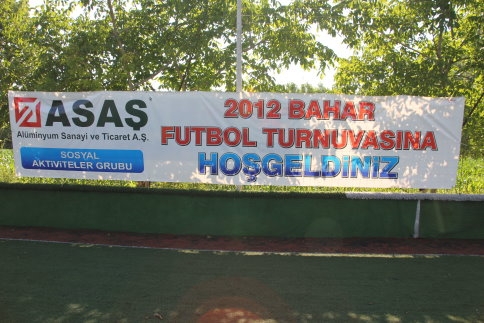 ASAŞ
Alüminyum Sanayi ve Ticaret A.Ş.
SOSYAL
AKTİVİTELER GRUBU
2012 BAHAR
FUTBOL TURNUVASINA
HOŞGELDİNİZ